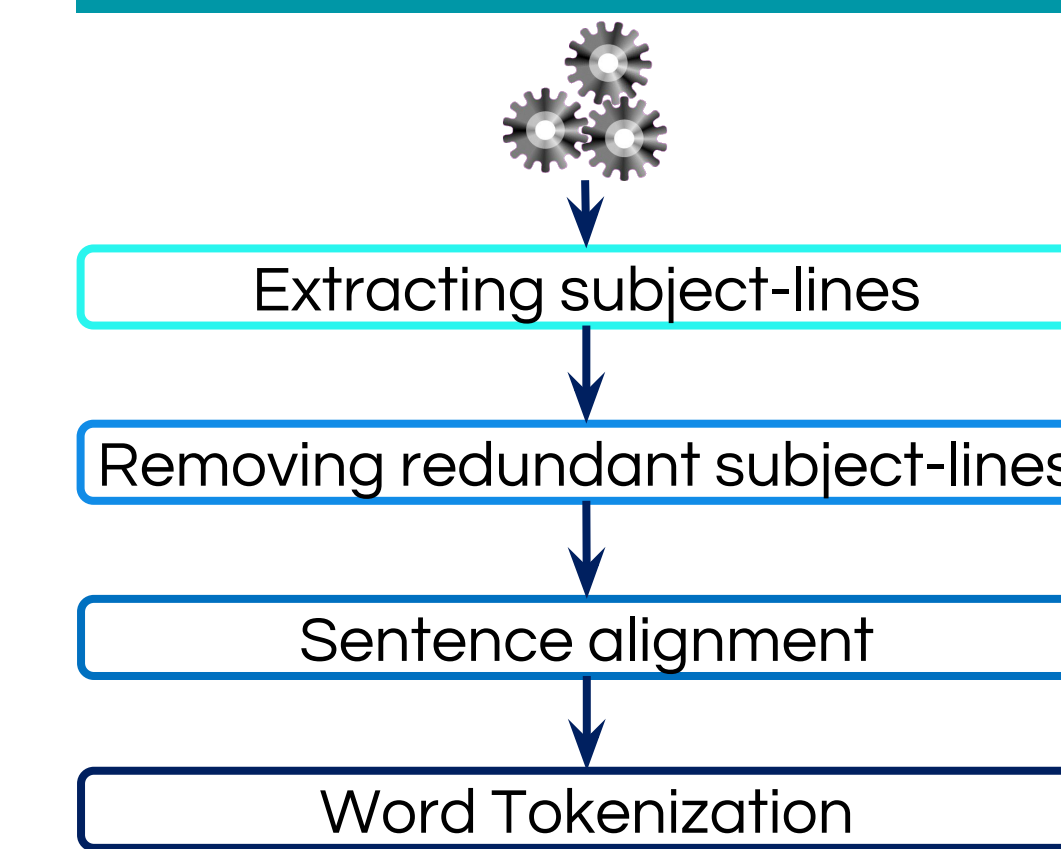 Extracting subject-lines
Removing redundant subject-lines
Sentence alignment
Word Tokenization